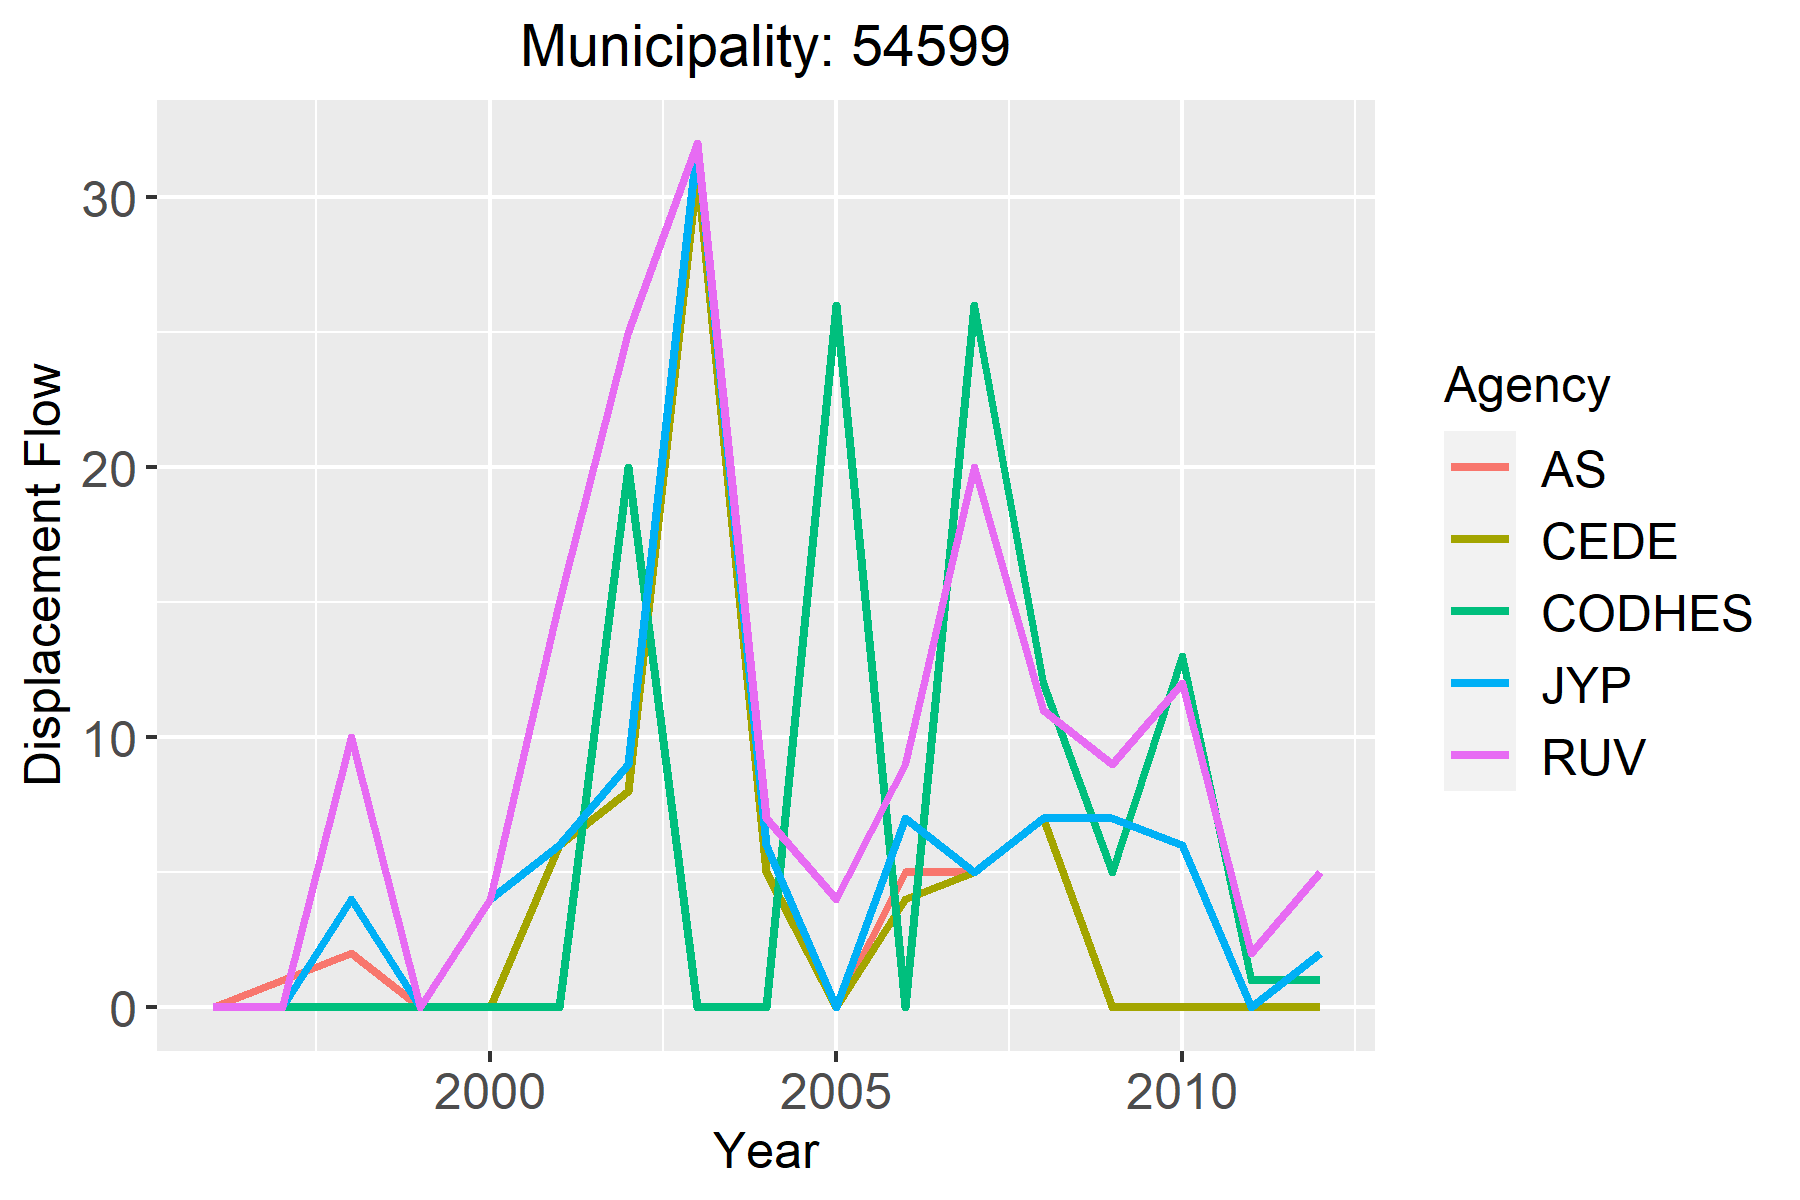 Municipality: 54599
Displacement Flow
30
20
10
0
2000 2005 2010
Year
Agency
AS
CEDE
CODHES
JYP
RUV